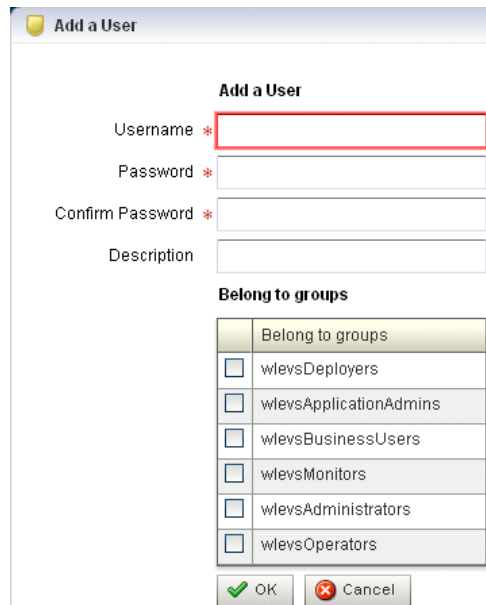 Add a User
Add a User
Username *
Password *
Confirm Password *
Description
Belong to groups
Belong to groups
wlevsDeployers
wlevsApplicationAdmins
wlevsBusinessUsers
wlevsMonitors
wlevsAdministrators
wlevsOperators
OK Cancel